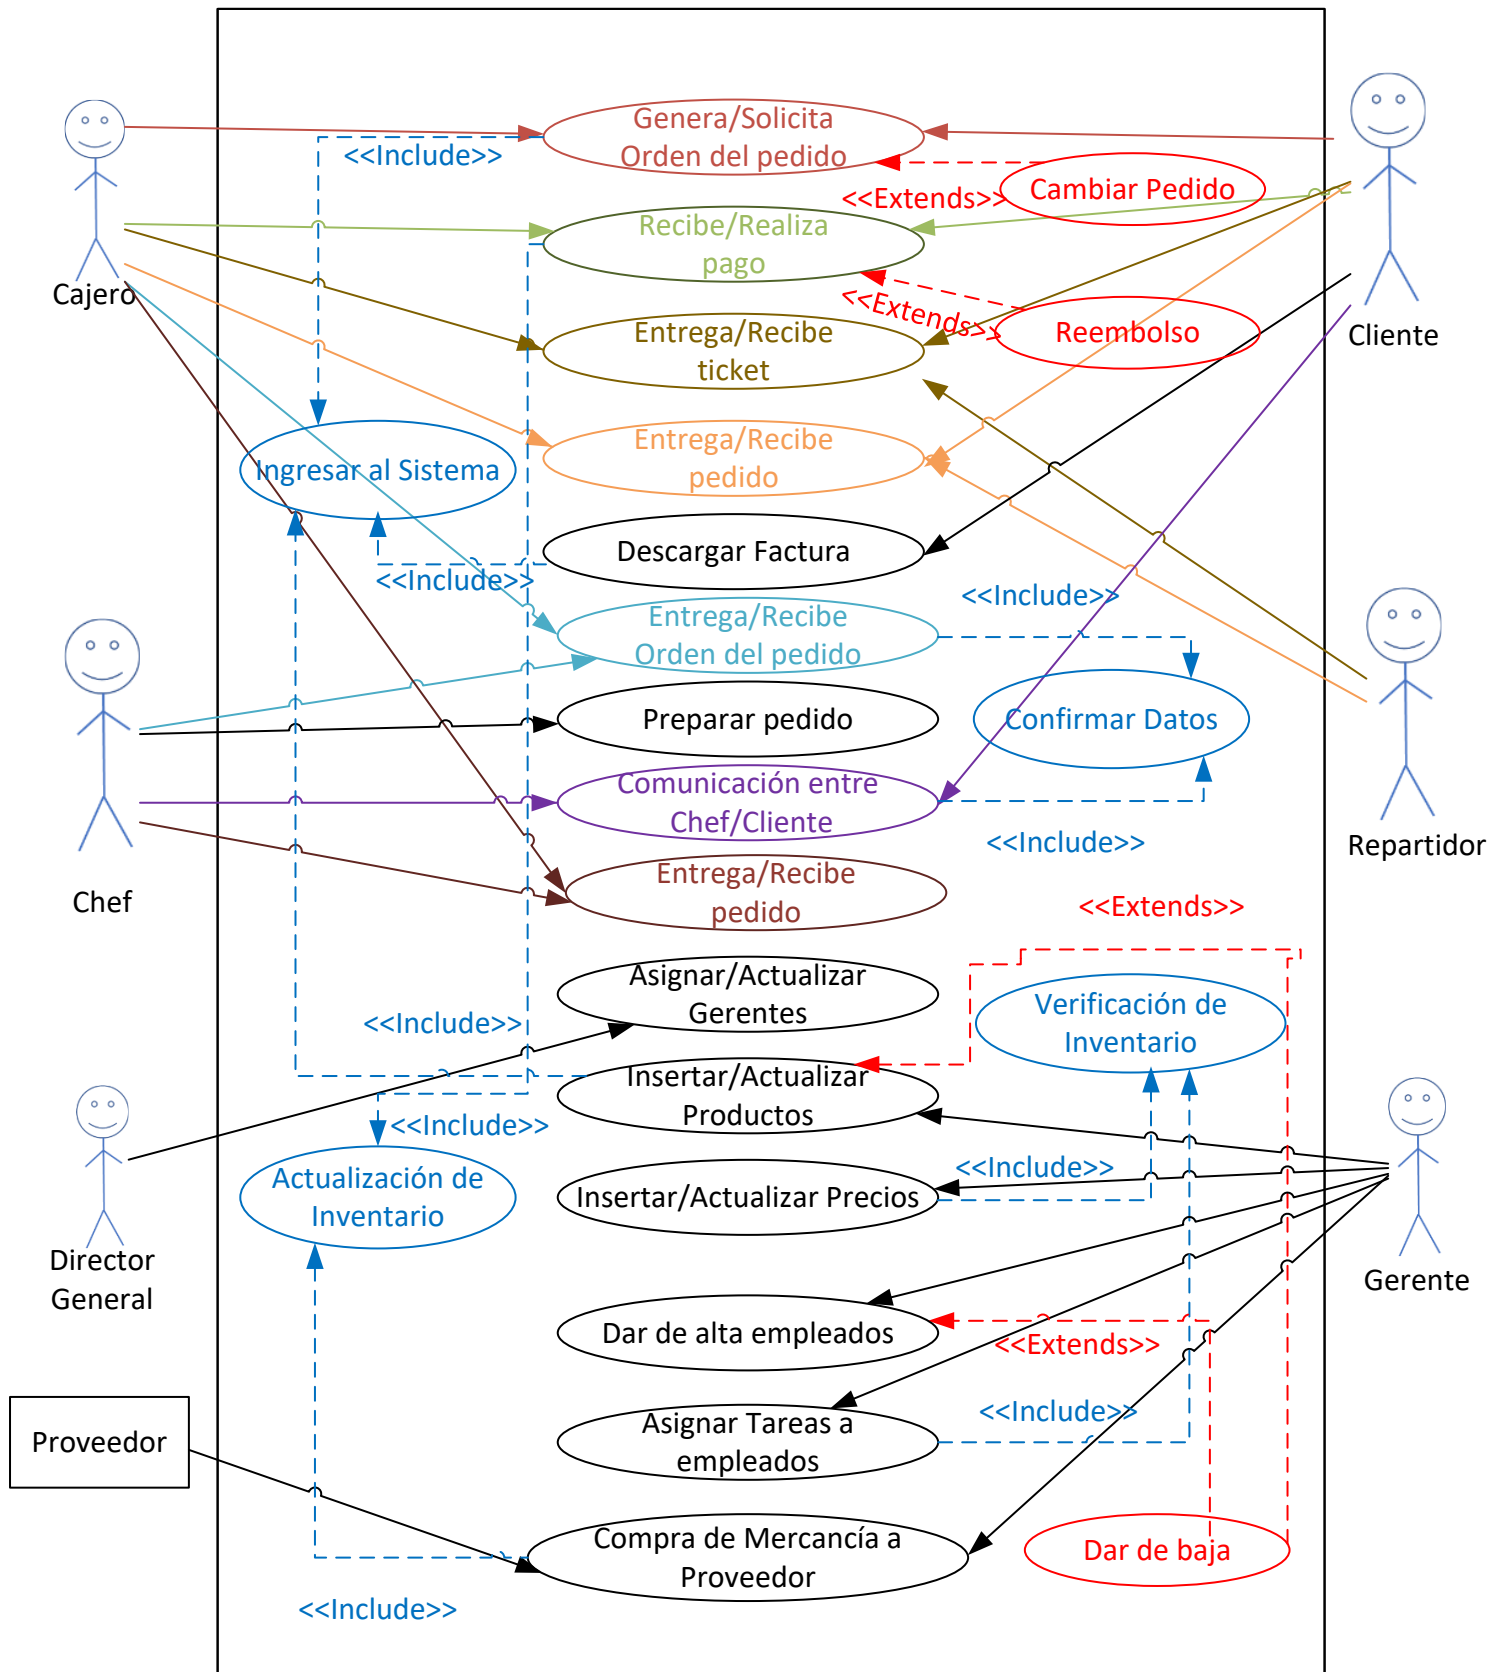 Genera/Solicita
Orden del pedido
<<Include>>
Cambiar Pedido
<<Extends>>
Recibe/Realiza
pago
Cajero
<<Extends>>
Reembolso
Cliente
Entrega/Recibe
ticket
Entrega/Recibe
pedido
Ingresar al Sistema
Descargar Factura
<<Include>>
<<Include>>
Entrega/Recibe
Orden del pedido
Preparar pedido
Confirmar Datos
Comunicación entre
Chef/Cliente
<<Include>>
Repartidor
Chef
Entrega/Recibe
pedido
<<Extends>>
Asignar/Actualizar
Gerentes
Verificación de
Inventario
<<Include>>
Insertar/Actualizar
Productos
<<Include>>
<<Include>>
Actualización de
Inventario
Insertar/Actualizar Precios
Director
General
Gerente
Dar de alta empleados
<<Extends>>
Asignar Tareas a
empleados
<<Include>>
Proveedor
Compra de Mercancía a
Proveedor
Dar de baja
<<Include>>